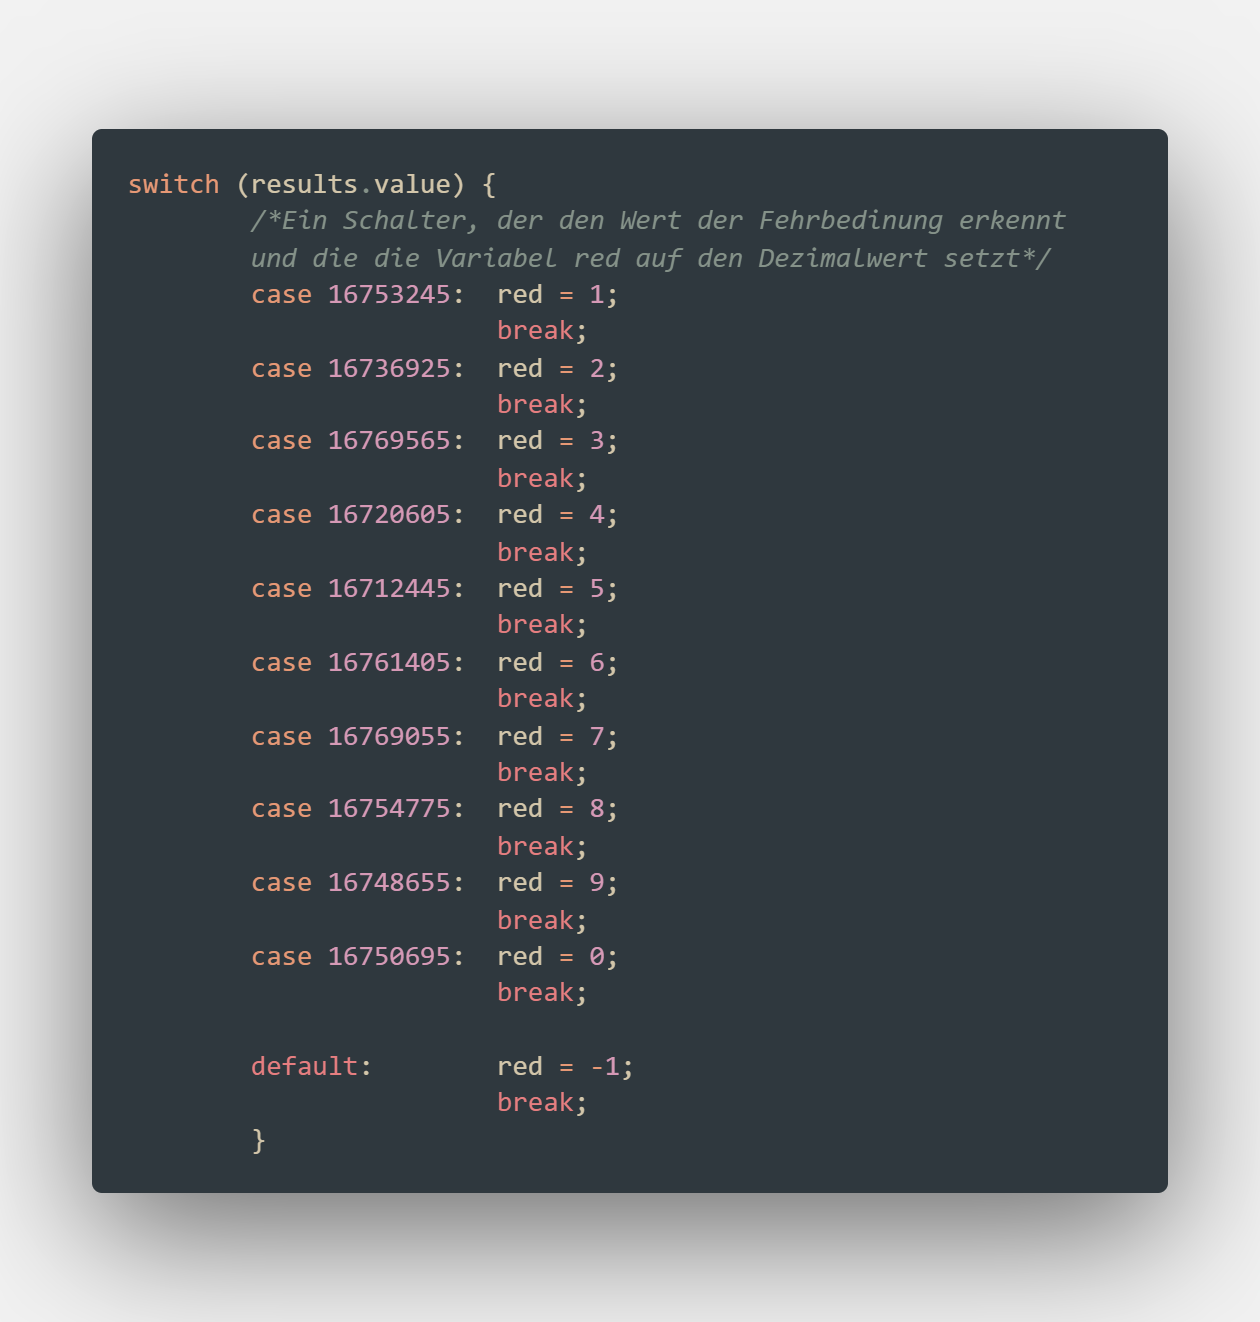 switch (results.value) {
/*Ein Schalter, der den Wert der Fehrbedinung erkennt
und die die Variabel red auf den Dezimalwert setzt*/
case 16753245:  red = 1;
break;
case 16736925:  red = 2;
break;
case 16769565:  red = 3;
break;
case 16720605:  red = 4;
break;
case 16712445:  red = 5;
break;
case 16761405:  red = 6;
break;
case 16769055:  red = 7;
break;
case 16754775:  red = 8;
break;
case 16748655:  red = 9;
break;
case 16750695:  red = 0;
break;
default:        red = -1;
break;
}